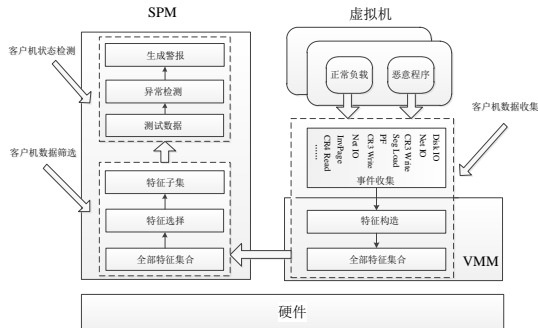 SPM
虚拟机
客户机状态检测
生成警报
异常检测
测试数据
正常负载
恶意程序
客户机数据收集
客户机数据筛选
特征子集
特征选择
全部特征集合
Disk IO
Net IO
CR3 Write
Seg Load
PF
CR3 Write
Net IO
InvPage
CR4 Read
……
事件收集
特征构造
全部特征集合
VMM
硬件